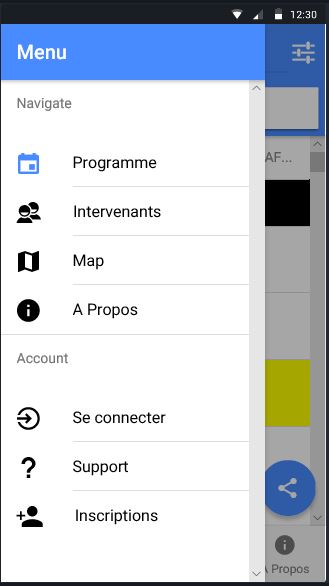 12:30
Menu
Navigate
AF...
Programme
Intervenants
Map
A Propos
Account
Se connecter
Support
Inscriptions
A Propos